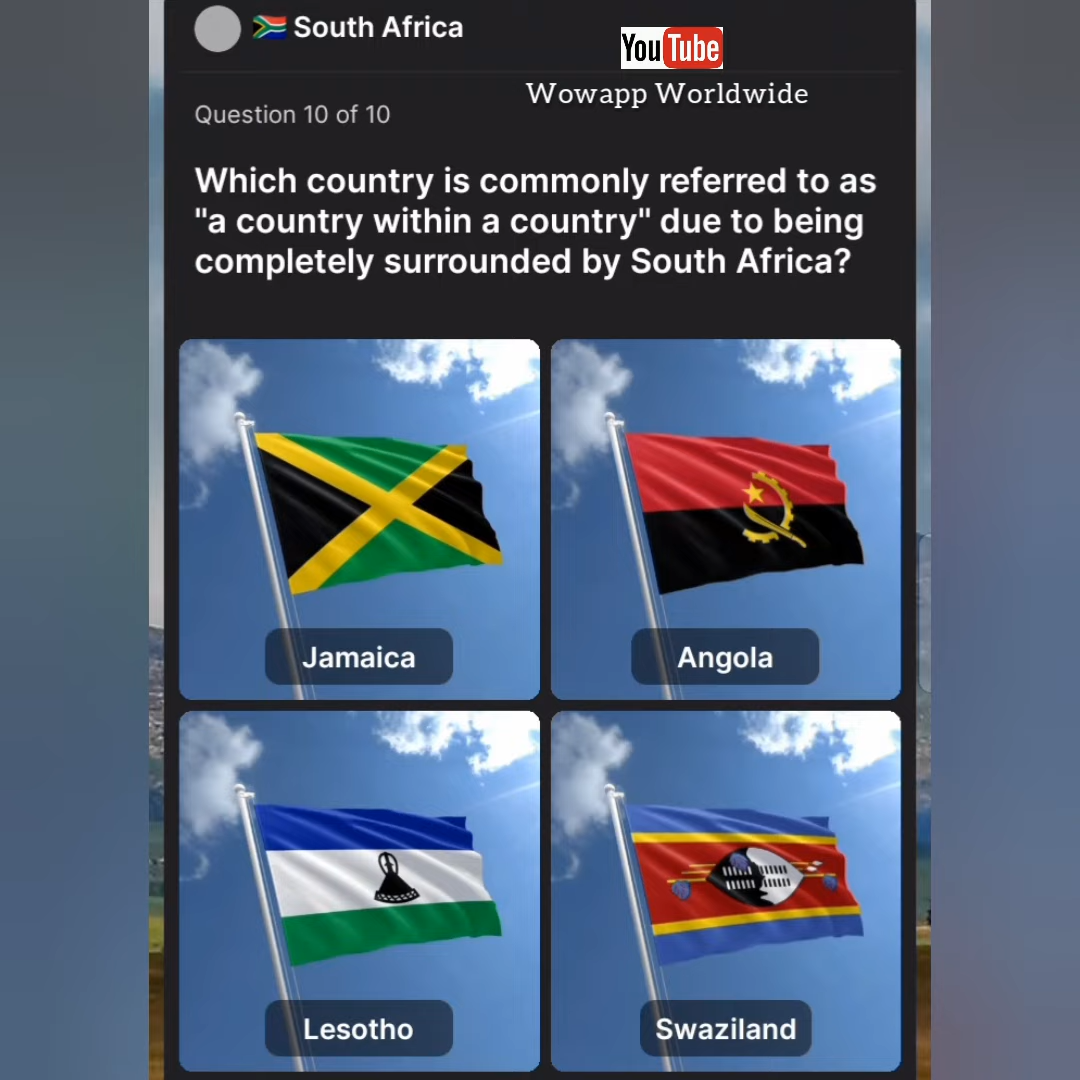 South Africa
YouTube
Wowapp Worldwide
Question 10 of 10
Which country is commonly referred to as
"a country within a country" due to being
completely surrounded by South Africa?
Jamaica
Angola
Lesotho
Swaziland